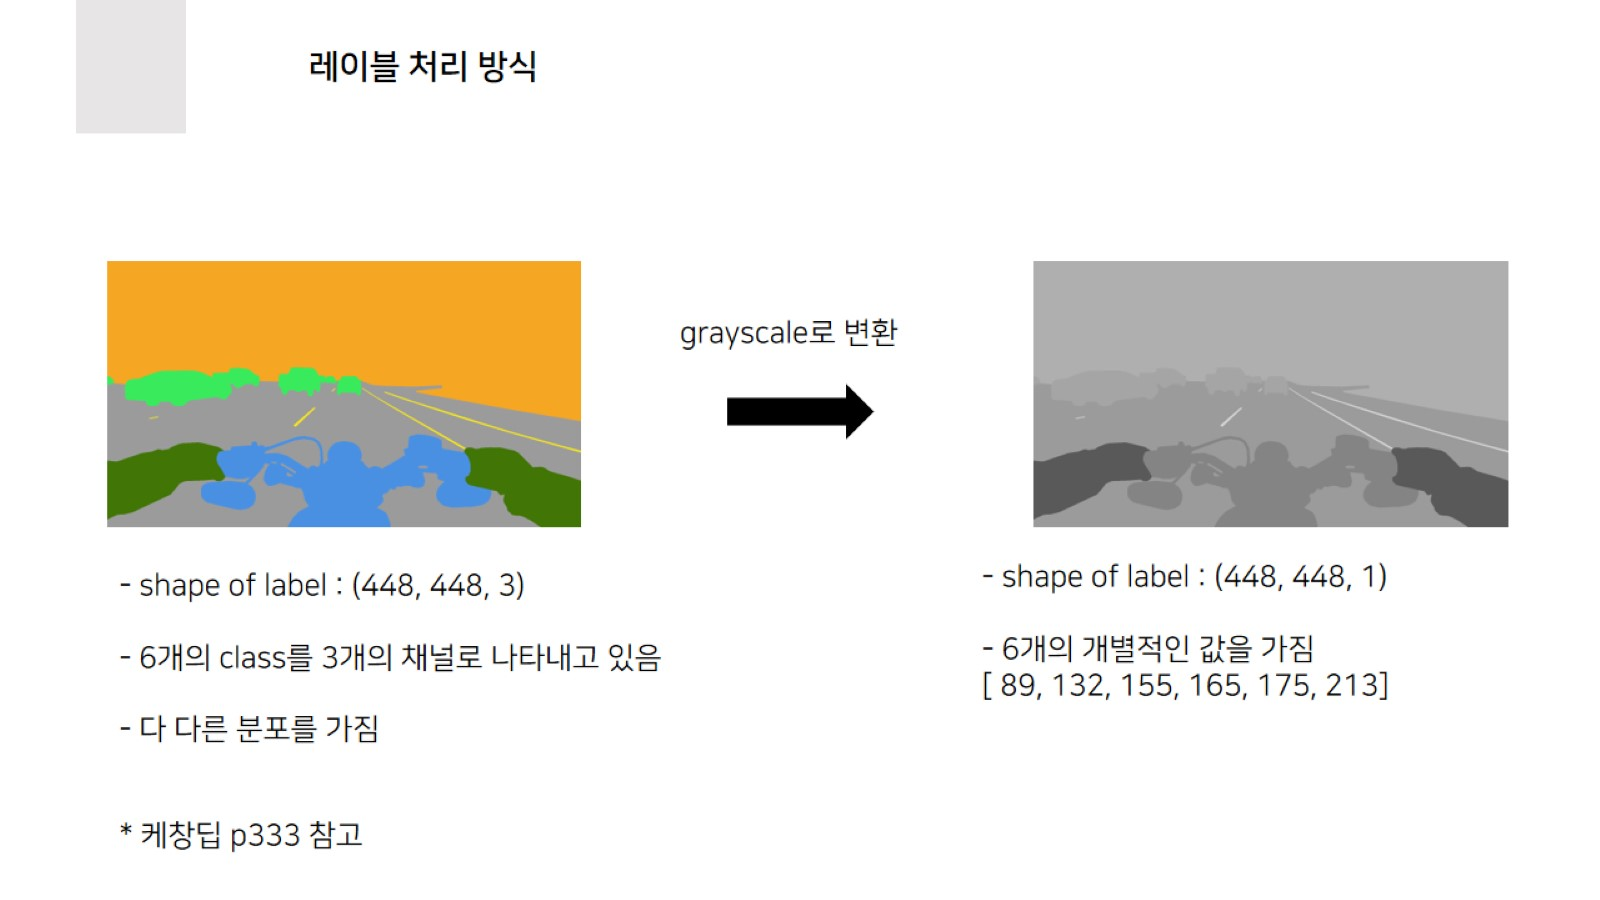 레이블 처리 방식
grayscale로 변환
- shape of label : (448, 448, 3)
- 6개의 class를 3개의 채널로 나타내고 있음
- 다 다른 분포를 가짐
* 케창딥 p333 참고
- shape of label : (448, 448, 1)
- 6개의 개별적인 값을 가짐
[ 89, 132, 155, 165, 175, 213]